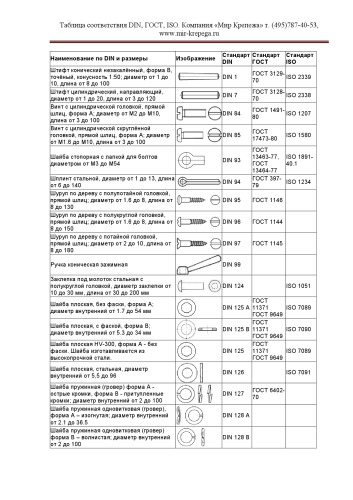 Таблица соответствия DIN, ГОСТ, ISO. Компания «Мир Крепежа» т. (495)787-40-53,
www.mir-krepega.ru
Наименование по DIN и размеры Изображение Стандарт DIN Стандарт ГОСТ Стандарт ISO
Штифт конический незакалённый, форма B,
точёный, конусность 1:50; диаметр от 1 до
10, длина от 8 до 100
DIN 1
ГОСТ 3129-
70
ISO 2339
Штифт цилиндрический, направляющий,
диаметр от 1 до 20, длина от 3 до 120
DIN 7
ГОСТ 3128-
70
ISO 2338
Винт с цилиндрической головкой, прямой
шлиц, форма A; диаметр от М2 до М10,
длина от 3 до 100
DIN 84
ГОСТ 1491-
80
ISO 1207
Винт с цилиндрической скруглённой
головкой, прямой шлиц, форма A; диаметр
от М1.6 до М10, длина от 3 до 100
DIN 85
ГОСТ
17473-80
ISO 1580
Шайба стопорная с лапкой для болтов
диаметром от М3 до М54
DIN 93
ГОСТ
13463-77,
ГОСТ
13464-77
Шплинт стальной, диаметр от 1 до 13, длина
от 6 до 140
DIN 94
ГОСТ 397-
79
ISO 1234
Шуруп по дереву с полупотайной головкой,
прямой шлиц; диаметр от 1.6 до 8, длина от
8 до 130
DIN 95
ГОСТ 1146
Шуруп по дереву с полукруглой головкой,
прямой шлиц; диаметр от 1.6 до 8, длина от
8 до 150
DIN 96
ГОСТ 1144
Шуруп по дереву с потайной головкой,
прямой шлиц; диаметр от 2 до 10, длина от
8 до 180
DIN 97
ГОСТ 1145
Ручка коническая зажимная
DIN 99
Заклепка под молоток стальная с
полукруглой головкой, диаметр заклепки от
10 до 36 мм, длина от 30 до 200 мм
DIN 124
ISO 1051
Шайба плоская, без фаски, форма A;
диаметр внутренний от 1.7 до 54 мм
DIN 125 A
ГОСТ
11371
ГОСТ 9649
ISO 7089
Шайба плоская, с фаской, форма B;
диаметр внутренний от 5.3 до 34 мм
DIN 125 B
ГОСТ
11371
ГОСТ 9649
ISO 7090
Шайба плоская HV-300, форма A - без
фаски. Шайба изготавливается из
высокопрочной стали.
DIN 125
ГОСТ
11371
ГОСТ 9649
ISO 7089
Шайба плоская, стальная, диаметр
внутренний от 5,5 до 96
DIN 126
ISO 7091
Шайба пружинная (гровер) форма A -
острые кромки, форма B - притупленные
кромки; диаметр внутренний от 2 до 100
DIN 127
ГОСТ 6402-
70
Шайба пружинная одновитковая (гровер),
форма A – изогнутая; диаметр внутренний
от 2.1 до 36.5
DIN 128 A
Шайба пружинная одновитковая (гровер)
форма B – волнистая; диаметр внутренний
от 2 до 100
DIN 128 B